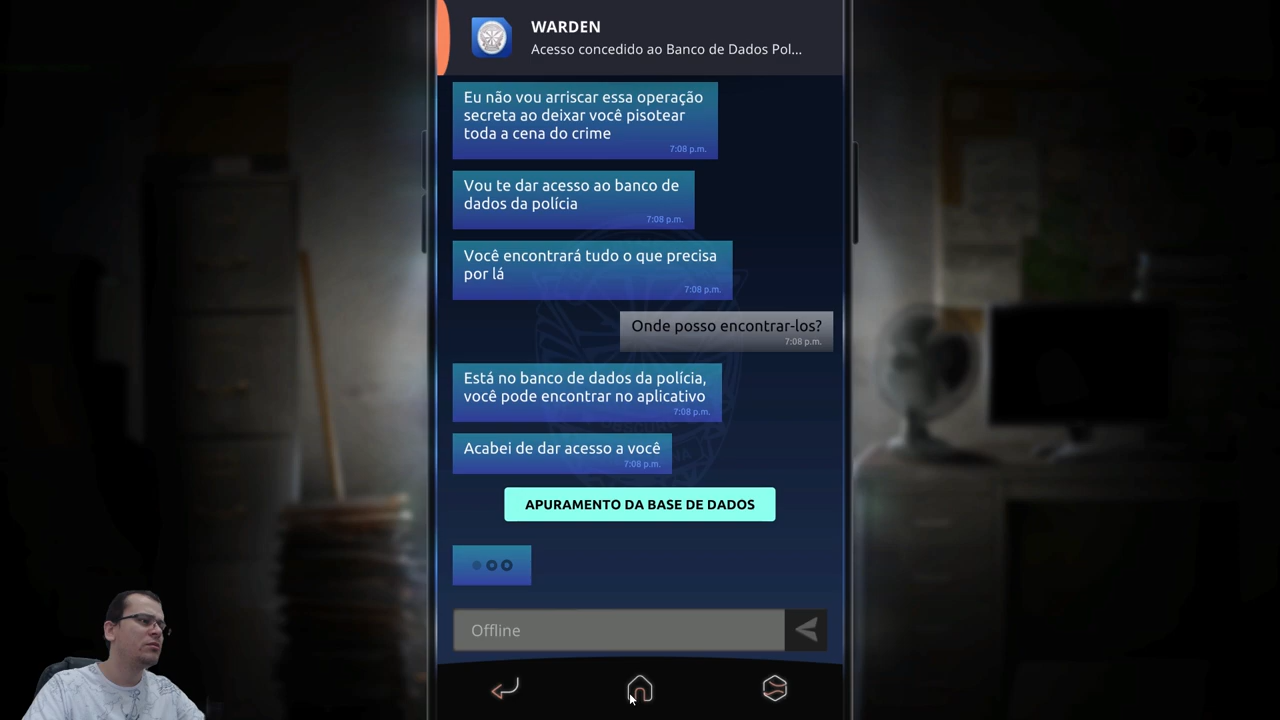 WARDEN
Acesso concedido ao Banco de Dados Pol...
Eu não vou arriscar essa operação
secreta ao deixar você pisotear
toda a cena do crime
7:08 p.m.
Vou te dar acesso ao banco de
dados da polícia
7:08 p.m.
Você encontrará tudo o que precisa
por lá
7:08 p.m.
Onde posso encontrar-los?
7:08 p.m.
Está no banco de dados da polícia,
você pode encontrar no aplicativo
7:08 p.m.
Acabei de dar acesso a você
7:08 p.m.
APURAMENTO DA BASE DE DADOS
Offline